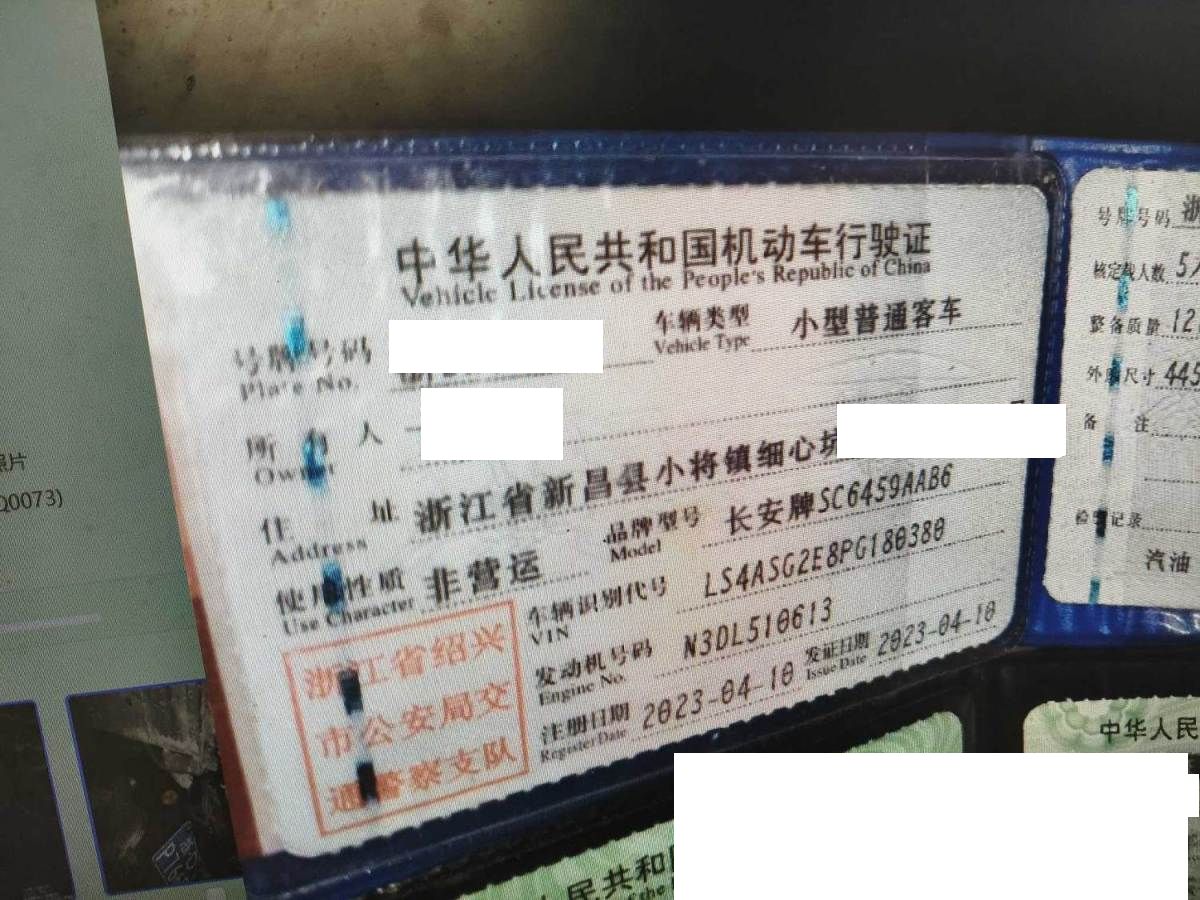 中华人民共和国机动车行驶证
Vehicle License of the People's Republic of China
号牌号码
Plate No.
车辆类型 小型普通客车
Vehicle Type
所有人
Owner
住址 浙江省新昌县小将镇细心坑
Address
使用性质 非营运
Use Character
品牌型号 长安牌SC6459AAB6
Model
车辆识别代号 LS4ASG2E8PG180380
VIN
发动机号码 N3DL510613
Engine No.
注册日期 2023-04-10
Register Date
发证日期 2023-04-10
Issue Date
浙江省绍兴
市公安局交
通警察支队
号牌号码 浙
核定载人数 5
整备质量 12
外廓尺寸 445
备注
检验记录
汽油
照片
Q0073)
中华人民
人民共和国